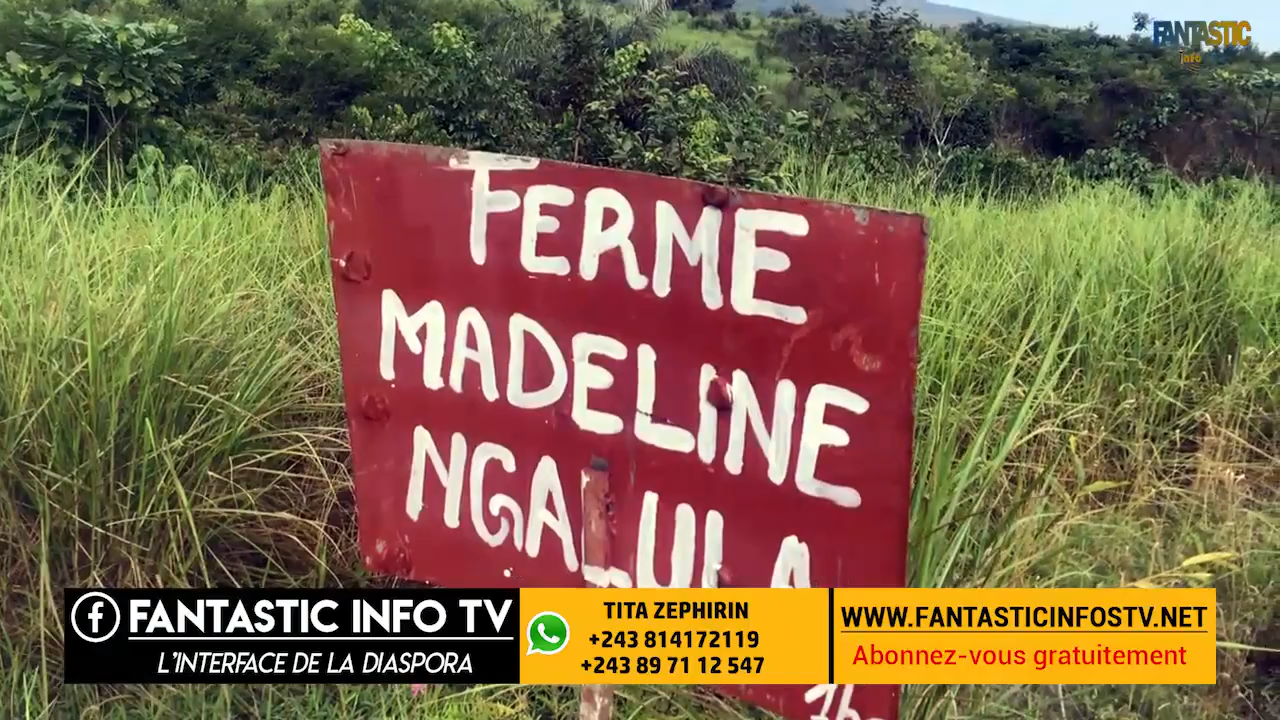 FANTASTIC
info
FERME
MADELINE
NGALULA
FANTASTIC INFO TV
L'INTERFACE DE LA DIASPORA
TITA ZEPHIRIN
+243 814172119
+243 89 71 12 547
WWW.FANTASTICINFOSTV.NET
Abonnez-vous gratuitement